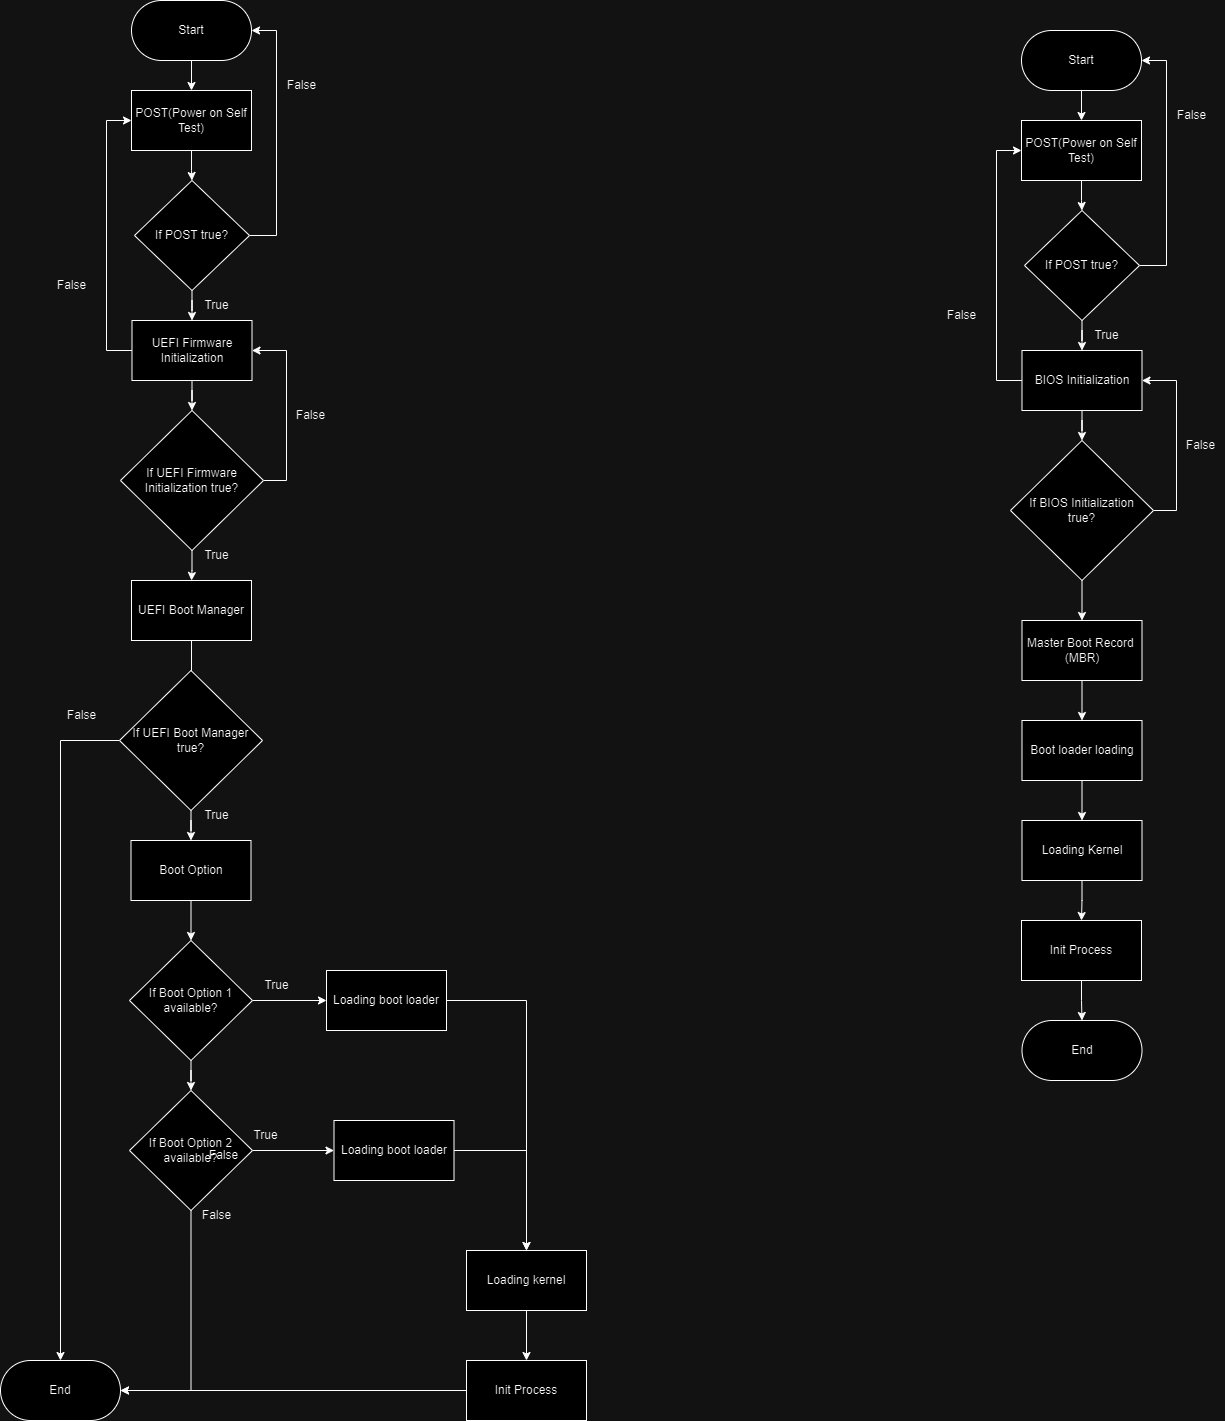 Start
False
POST(Power on Self
Test)
If POST true?
False
True
UEFI Firmware
Initialization
False
If UEFI Firmware
Initialization true?
True
UEFI Boot Manager
False
If UEFI Boot Manager
true?
True
Boot Option
If Boot Option 1
available?
True
Loading boot loader
If Boot Option 2
available?
False
True
Loading boot loader
False
Loading kernel
Init Process
End
Start
False
POST(Power on Self
Test)
If POST true?
False
True
BIOS Initialization
False
If BIOS Initialization
true?
Master Boot Record
(MBR)
Boot loader loading
Loading Kernel
Init Process
End